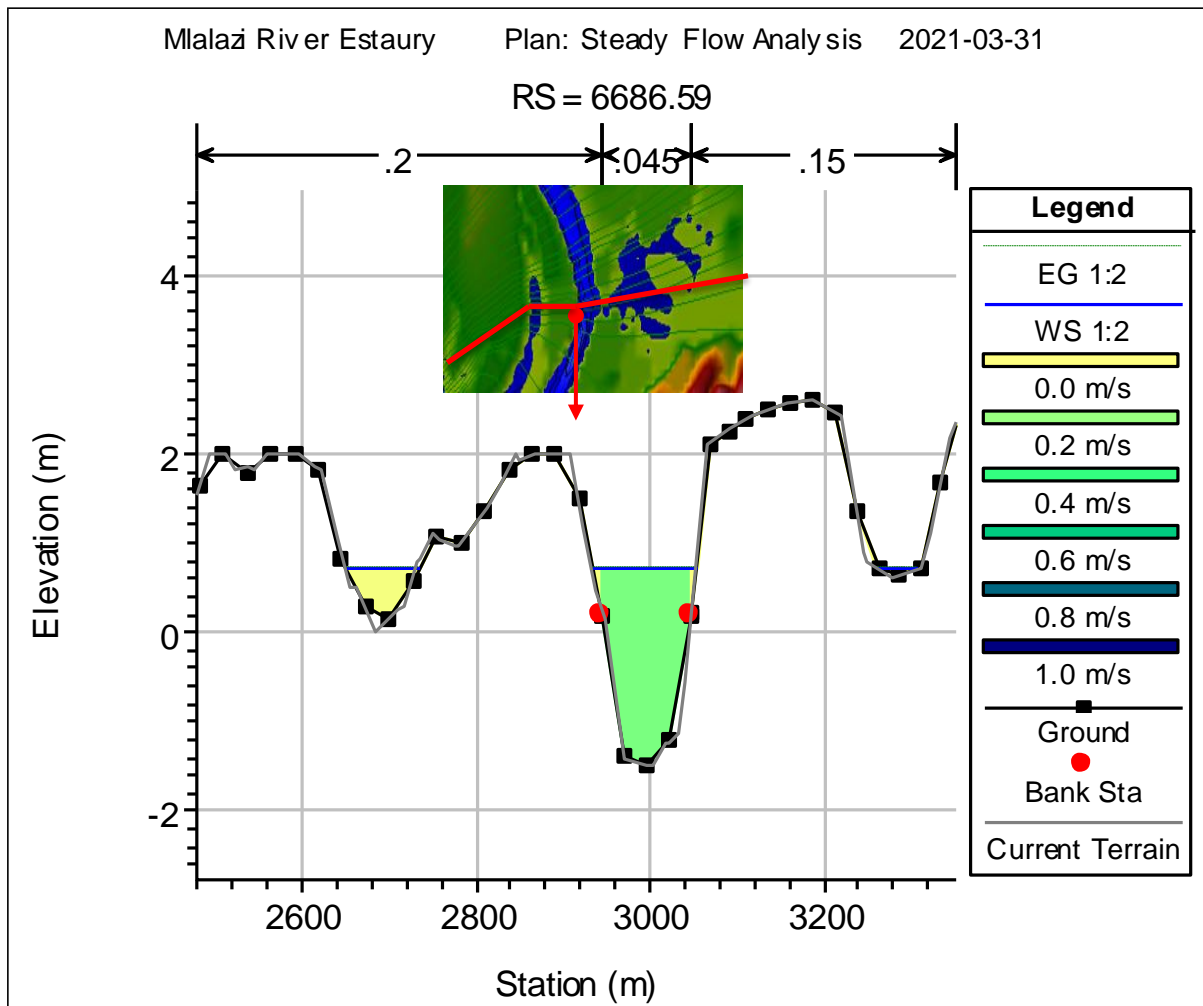 Mlalazi River Estaury Plan: Steady Flow Analysis 2021-03-31
RS = 6686.59
.2 .045 .15
Legend
EG 1:2
WS 1:2
0.0 m/s
0.2 m/s
0.4 m/s
0.6 m/s
0.8 m/s
1.0 m/s
Ground
Bank Sta
Current Terrain
4
2
0
-2
Elevation (m)
2600 2800 3000 3200
Station (m)